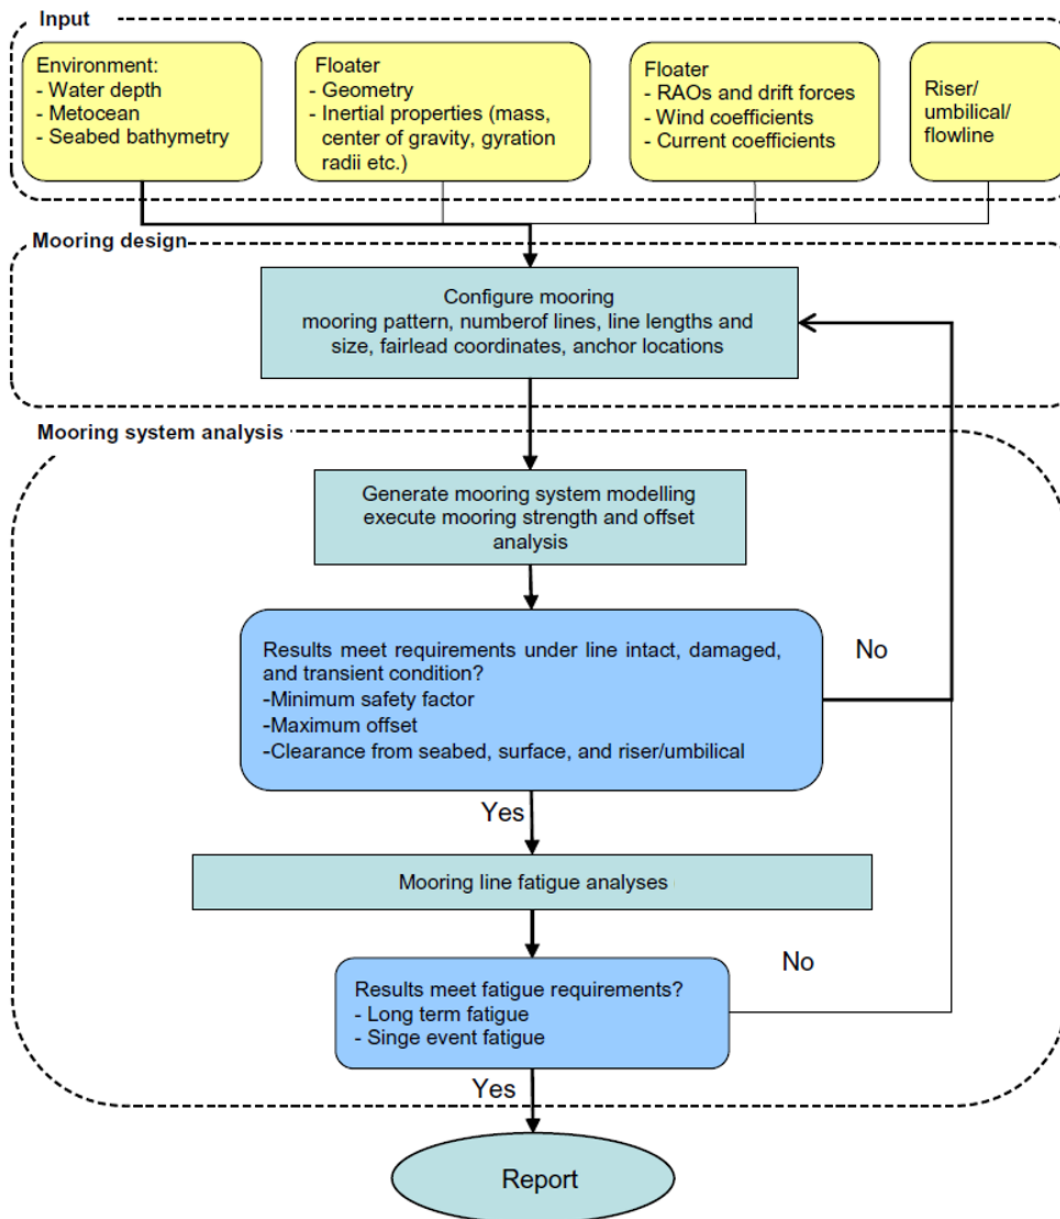 Input
Environment:
- Water depth
- Metocean
- Seabed bathymetry
Floater
- Geometry
- Inertial properties (mass,
center of gravity, gyration
radii etc.)
Floater
- RAOs and drift forces
- Wind coefficients
- Current coefficients
Riser/
umbilical/
flowline
Mooring design
Configure mooring
mooring pattern, numberof lines, line lengths and
size, fairlead coordinates, anchor locations
Mooring system analysis
Generate mooring system modelling
execute mooring strength and offset
analysis
Results meet requirements under line intact, damaged,
and transient condition?
-Minimum safety factor
-Maximum offset
-Clearance from seabed, surface, and riser/umbilical
No
Yes
Mooring line fatigue analyses
Results meet fatigue requirements?
- Long term fatigue
- Singe event fatigue
No
Yes
Report